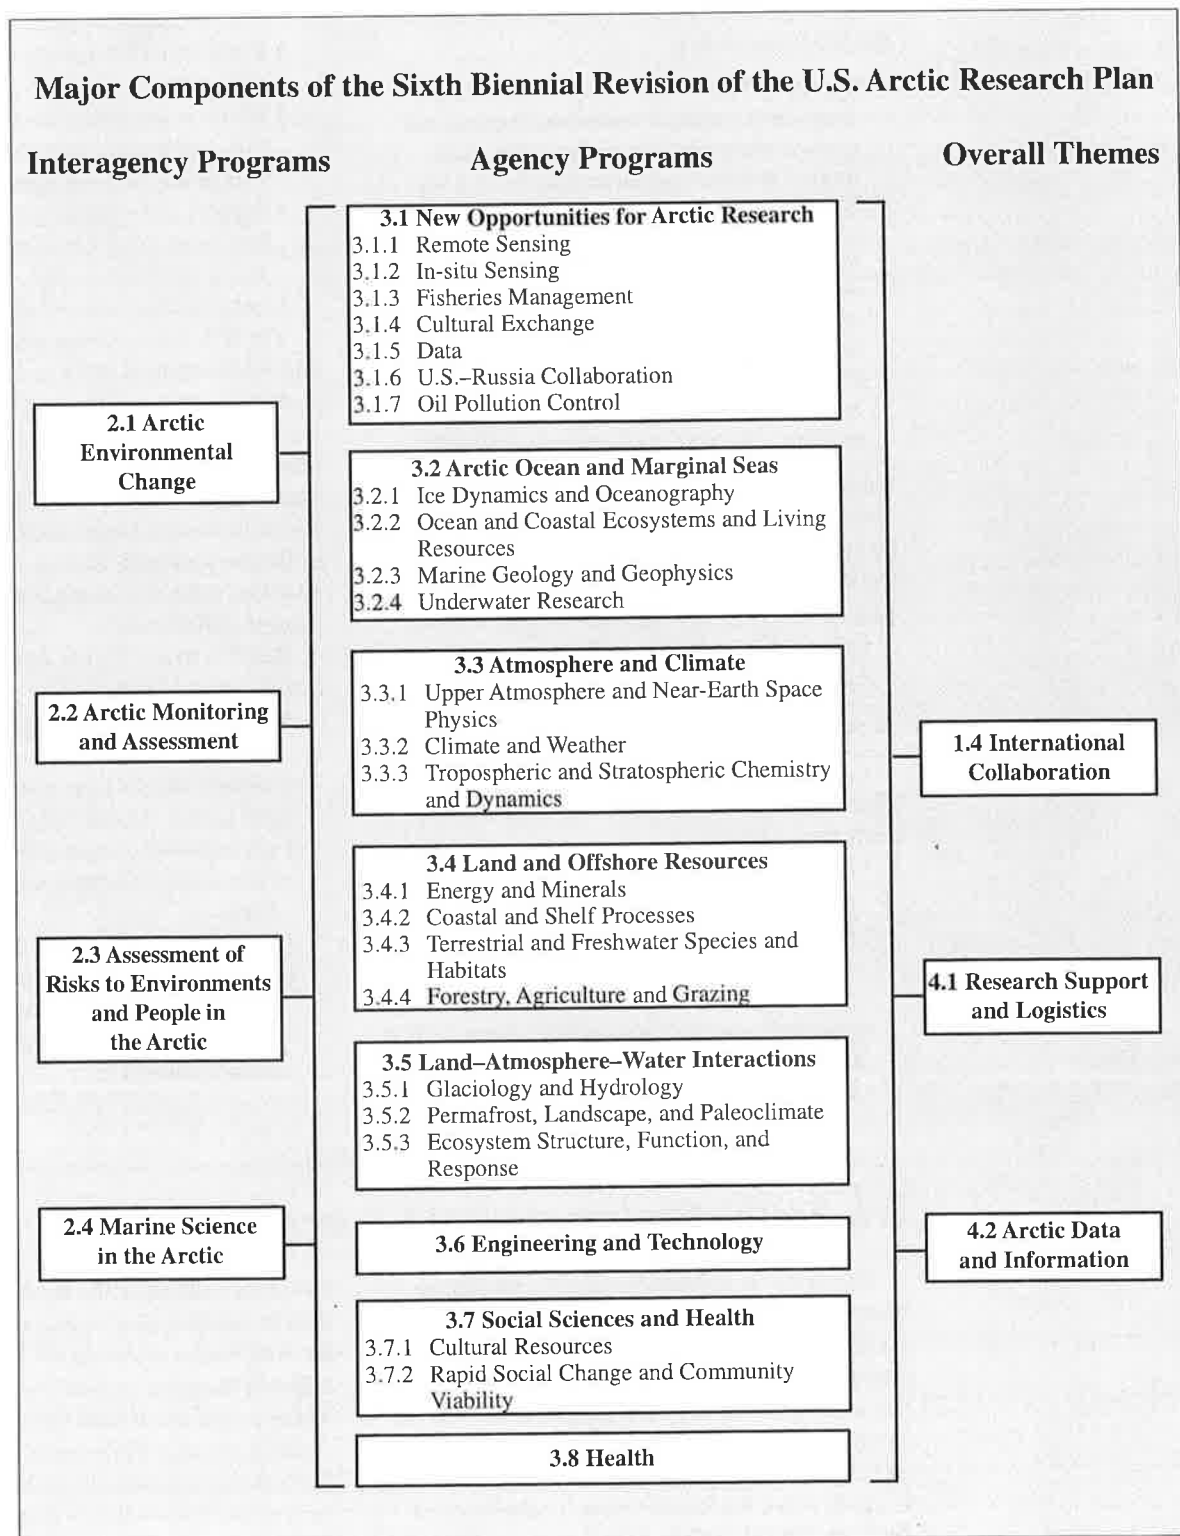 Major Components of the Sixth Biennial Revision of the U.S. Arctic Research Plan
Interagency Programs
Agency Programs
Overall Themes
2.1 Arctic
Environmental
Change
2.2 Arctic Monitoring
and Assessment
2.3 Assessment of
Risks to Environments
and People in
the Arctic
2.4 Marine Science
in the Arctic
3.1 New Opportunities for Arctic Research
3.1.1 Remote Sensing
3.1.2 In-situ Sensing
3.1.3 Fisheries Management
3.1.4 Cultural Exchange
3.1.5 Data
3.1.6 U.S.–Russia Collaboration
3.1.7 Oil Pollution Control
3.2 Arctic Ocean and Marginal Seas
3.2.1 Ice Dynamics and Oceanography
3.2.2 Ocean and Coastal Ecosystems and Living
Resources
3.2.3 Marine Geology and Geophysics
3.2.4 Underwater Research
3.3 Atmosphere and Climate
3.3.1 Upper Atmosphere and Near-Earth Space
Physics
3.3.2 Climate and Weather
3.3.3 Tropospheric and Stratospheric Chemistry
and Dynamics
3.4 Land and Offshore Resources
3.4.1 Energy and Minerals
3.4.2 Coastal and Shelf Processes
3.4.3 Terrestrial and Freshwater Species and
Habitats
3.4.4 Forestry, Agriculture and Grazing
3.5 Land–Atmosphere–Water Interactions
3.5.1 Glaciology and Hydrology
3.5.2 Permafrost, Landscape, and Paleoclimate
3.5.3 Ecosystem Structure, Function, and
Response
3.6 Engineering and Technology
3.7 Social Sciences and Health
3.7.1 Cultural Resources
3.7.2 Rapid Social Change and Community
Viability
3.8 Health
1.4 International
Collaboration
4.1 Research Support
and Logistics
4.2 Arctic Data
and Information